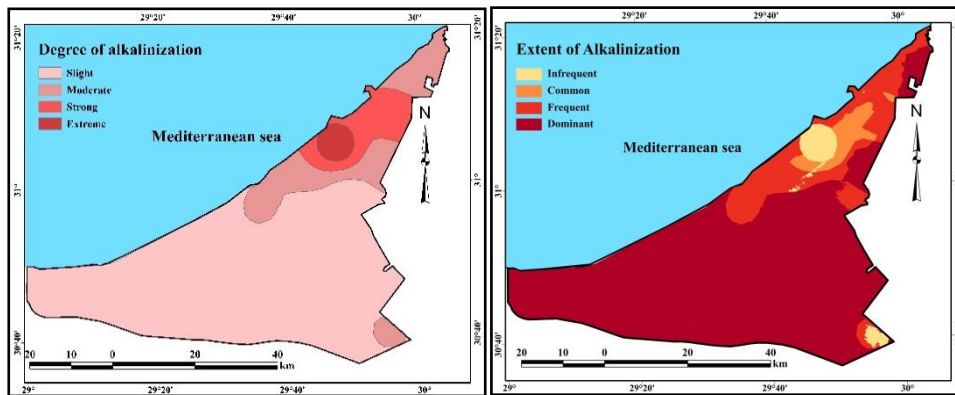 29°20' 29°40' 30°
31°20'
Degree of alkalinization
Slight
Moderate
Strong
Extreme
Mediterranean sea
N
31°
30°40'
20 10 0 20 40
km
29° 29°20' 29°40' 30°
29°20' 29°40' 30°
31°20'
Extent of Alkalinization
Infrequent
Common
Frequent
Dominant
Mediterranean sea
N
31°
30°40'
20 10 0 20 40
km
29° 29°20' 29°40' 30°